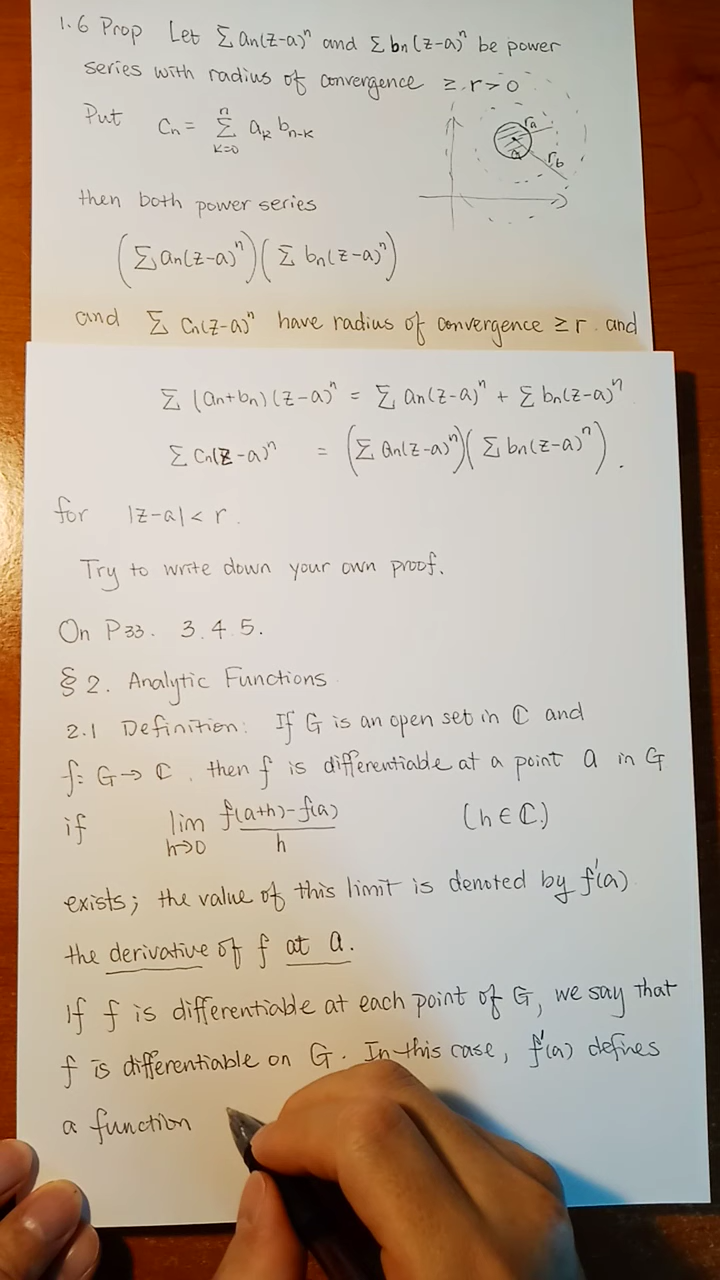 1.6 Prop Let Σ an(z-a)ⁿ and Σ bn(z-a)ⁿ be power
series with radius of convergence ≥ r > 0
Put Cn = Σ_{k=0}^{n} a_k b_{n-k}
ra
a
rb
then both power series
(Σ an(z-a)ⁿ)(Σ bn(z-a)ⁿ)
and Σ Cn(z-a)ⁿ have radius of convergence ≥ r. and
Σ (an+bn)(z-a)ⁿ = Σ an(z-a)ⁿ + Σ bn(z-a)ⁿ
Σ Cn(z-a)ⁿ = (Σ an(z-a)ⁿ)(Σ bn(z-a)ⁿ).
for |z-a| < r.
Try to write down your own proof.
On P33. 3.4.5.
§ 2. Analytic Functions
2.1 Definition: If G is an open set in ℂ and
f: G → ℂ. then f is differentiable at a point a in G
if lim_{h→0} (f(a+h)-f(a))/h (h ∈ ℂ.)
exists; the value of this limit is denoted by f'(a)
the derivative of f at a.
If f is differentiable at each point of G, we say that
f is differentiable on G. In this case, f'(a) defines
a function